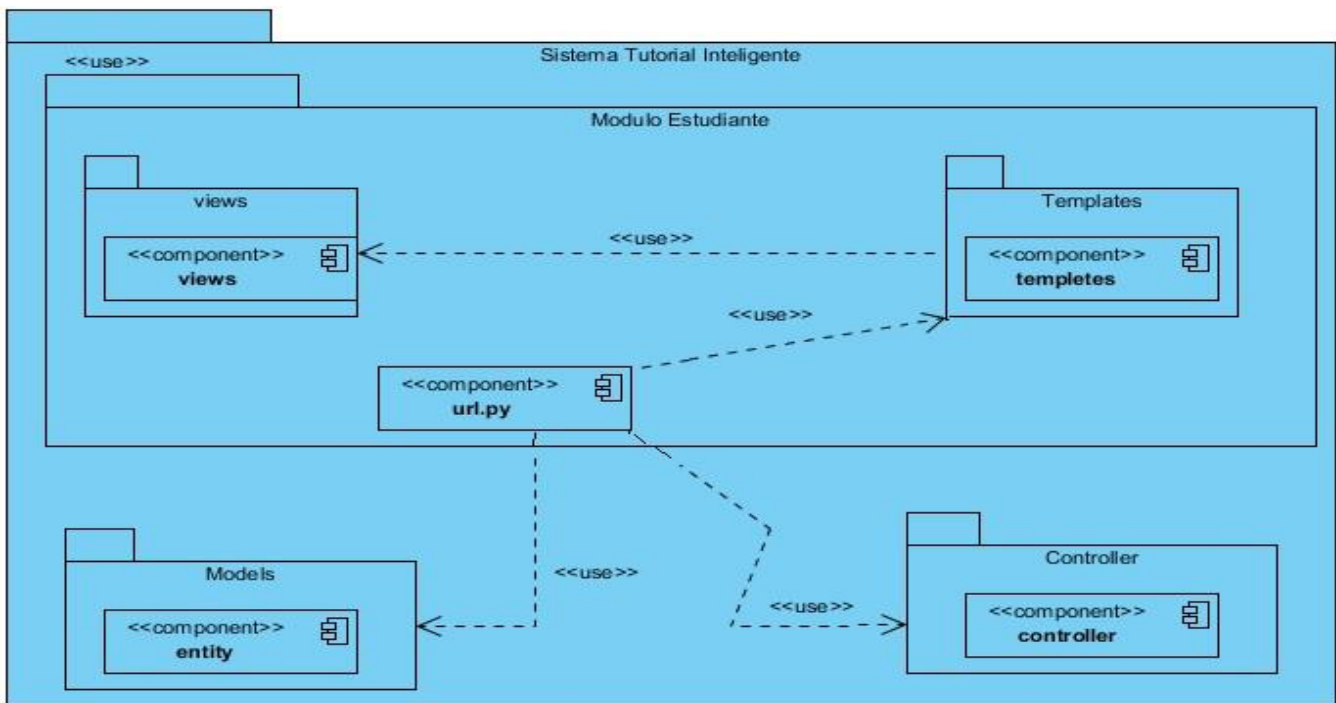 Sistema Tutorial Inteligente
<<use>>
Modulo Estudiante
views
<<component>>
views
<<use>>
Templates
<<component>>
templetes
<<use>>
<<component>>
url.py
Models
<<component>>
entity
<<use>>
<<use>>
Controller
<<component>>
controller